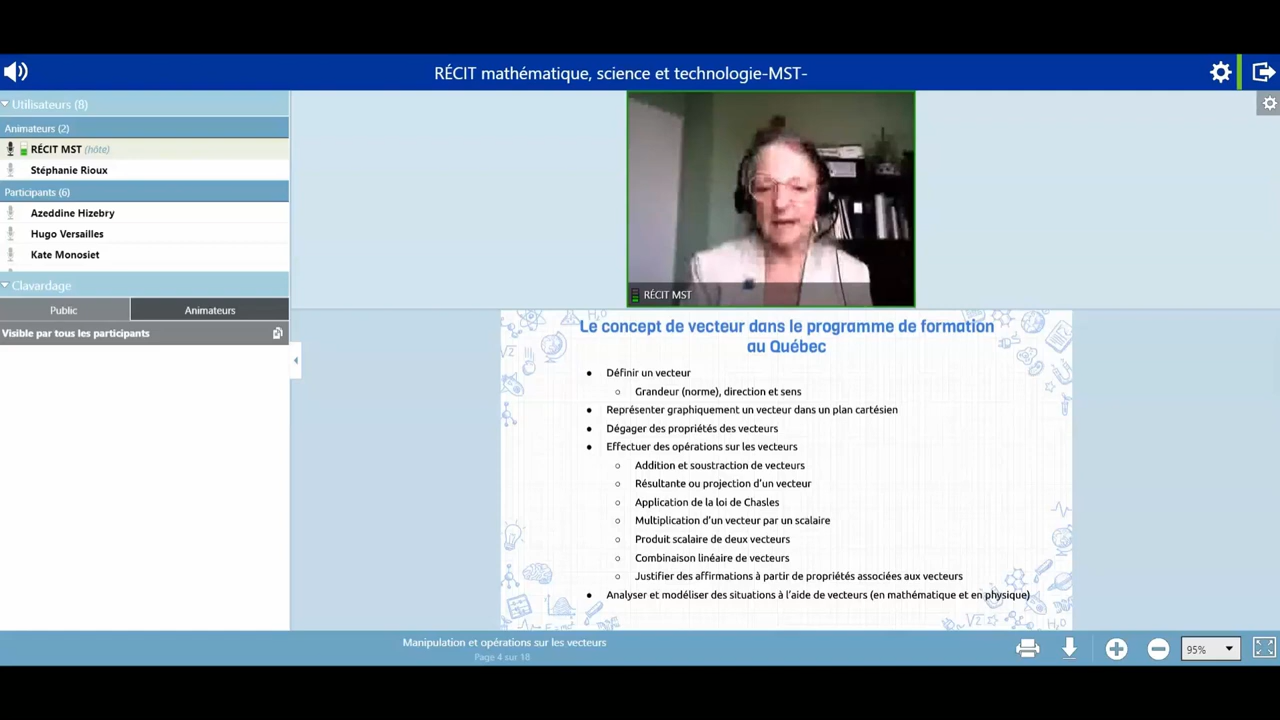 RÉCIT mathématique, science et technologie-MST-
Utilisateurs (8)
Animateurs (2)
RÉCIT MST (hôte)
Stéphanie Rioux
Participants (6)
Azeddine Hizebry
Hugo Versailles
Kate Monosiet
Clavardage
Public
Animateurs
Visible par tous les participants
RÉCIT MST
Le concept de vecteur dans le programme de formation
au Québec
Définir un vecteur
Grandeur (norme), direction et sens
Représenter graphiquement un vecteur dans un plan cartésien
Dégager des propriétés des vecteurs
Effectuer des opérations sur les vecteurs
Addition et soustraction de vecteurs
Résultante ou projection d'un vecteur
Application de la loi de Chasles
Multiplication d'un vecteur par un scalaire
Produit scalaire de deux vecteurs
Combinaison linéaire de vecteurs
Justifier des affirmations à partir de propriétés associées aux vecteurs
Analyser et modéliser des situations à l'aide de vecteurs (en mathématique et en physique)
Manipulation et opérations sur les vecteurs
Page 4 sur 18
95%